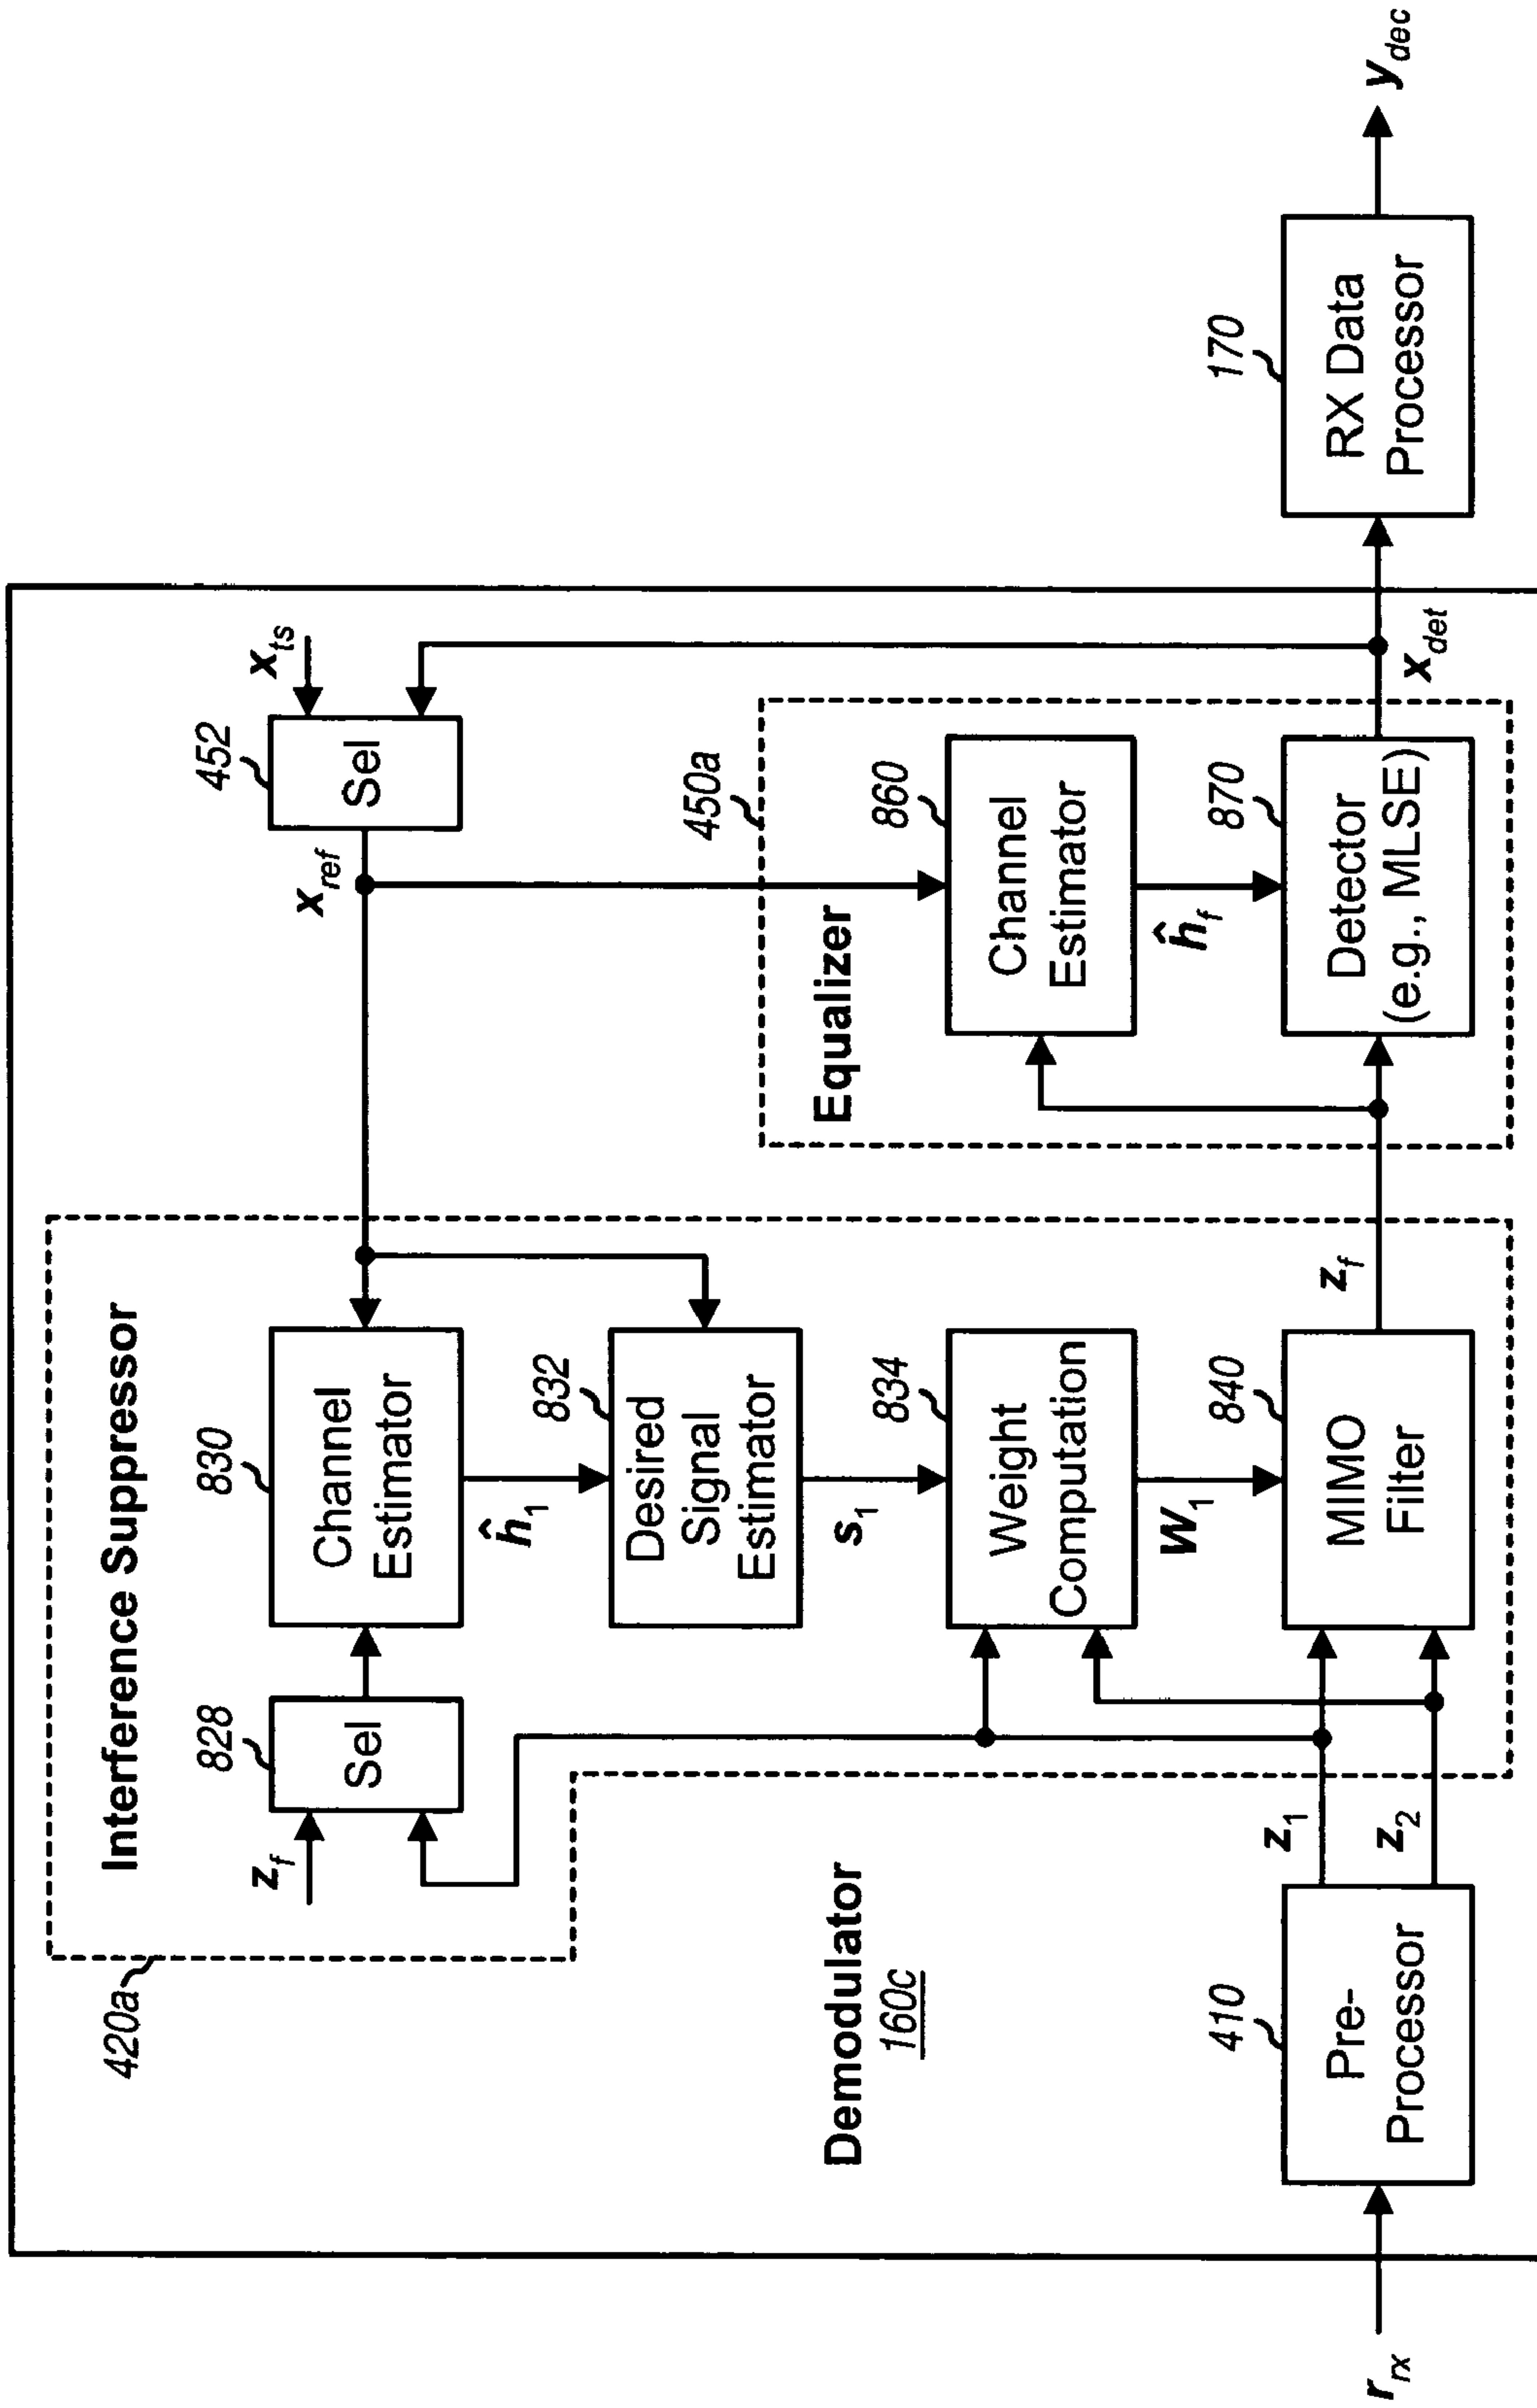 Interference Suppressor
420a
828
Sel
z_f
830
Channel
Estimator
ĥ_1
832
Desired
Signal
Estimator
s_1
834
Weight
Computation
W_1
840
MIMO
Filter
z_f
x_ref
452
Sel
x_ts
Equalizer
450a
860
Channel
Estimator
ĥ_f
870
Detector
(e.g., MLSE)
x_det
Demodulator
160c
r_rx
410
Pre-
Processor
z_1
z_2
170
RX Data
Processor
y_dec